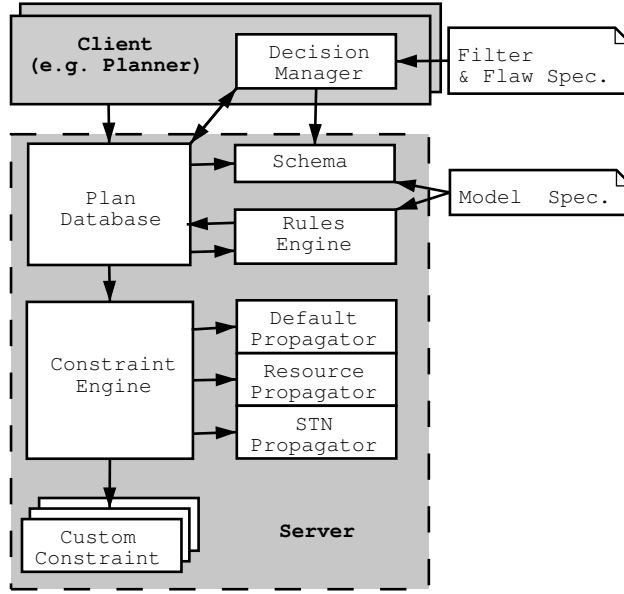 Client
(e.g. Planner)
Decision
Manager
Filter
& Flaw Spec.
Plan
Database
Schema
Rules
Engine
Model Spec.
Constraint
Engine
Default
Propagator
Resource
Propagator
STN
Propagator
Custom
Constraint
Server